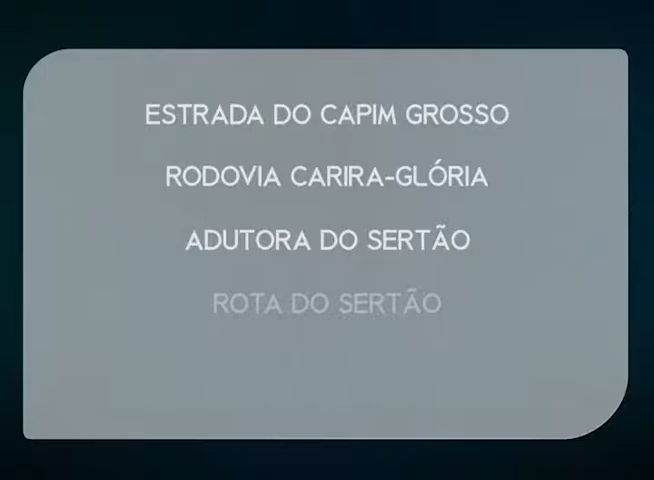 ESTRADA DO CAPIM GROSSO
RODOVIA CARIRA-GLÓRIA
ADUTORA DO SERTÃO
ROTA DO SERTÃO